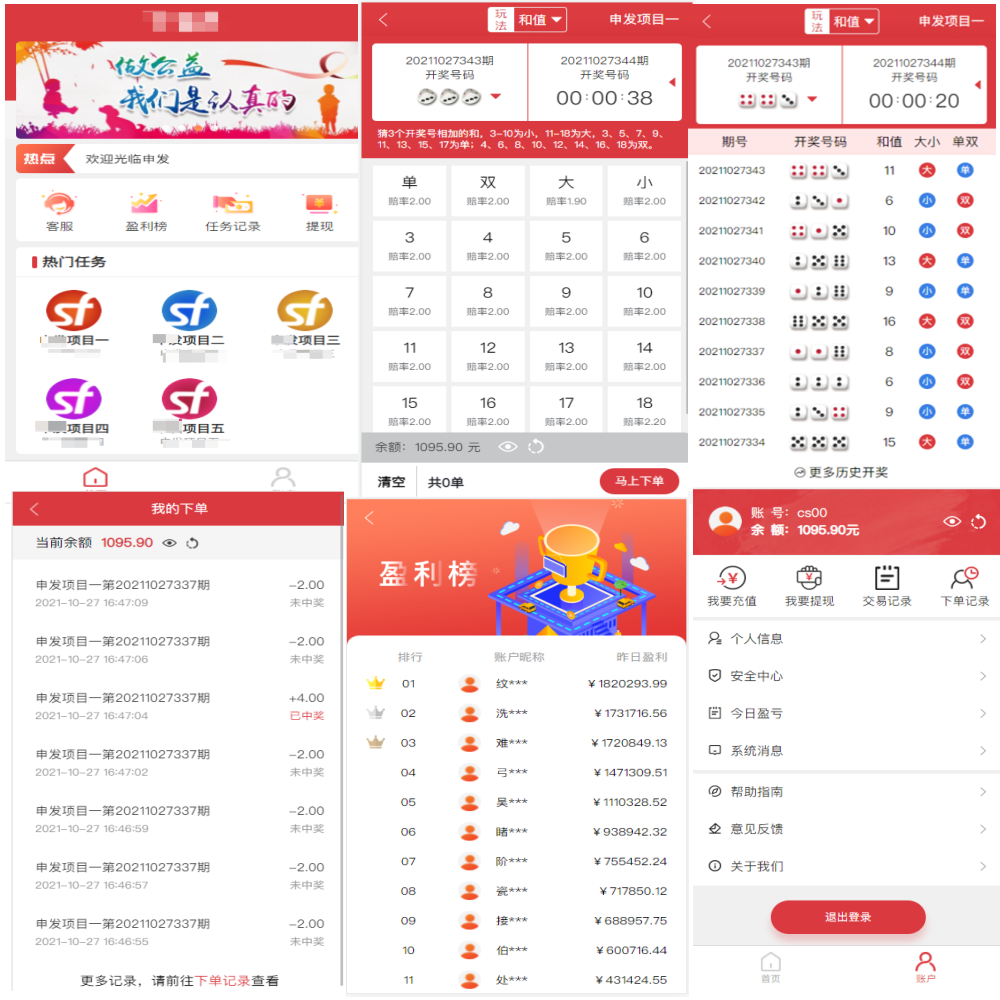 做公益
我们是认真的
热点 欢迎光临申发
客服 盈利榜 任务记录 提现
热门任务
sf sf sf
项目一 发项目二 发项目三
sf sf
项目四 项目五
玩法 和值 申发项目一
20211027343期 20211027344期
开奖号码 开奖号码
00:00:38
猜3个开奖号相加的和，3-10为小，11-18为大。3、5、7、9、
11、13、15、17为单；4、6、8、10、12、14、16、18为双。
单 双 大 小
赔率2.00 赔率2.00 赔率1.90 赔率2.00
3 4 5 6
赔率2.00 赔率2.00 赔率2.00 赔率2.00
7 8 9 10
赔率2.00 赔率2.00 赔率2.00 赔率2.00
11 12 13 14
赔率2.00 赔率2.00 赔率2.00 赔率2.00
15 16 17 18
赔率2.00 赔率2.00 赔率2.00 赔率2.20
余额：1095.90 元
清空 共0单 马上下单
玩法 和值 申发项目一
20211027343期 20211027344期
开奖号码 开奖号码
00:00:20
期号 开奖号码 和值 大小 单双
20211027343 11 大 单
20211027342 6 小 双
20211027341 10 小 双
20211027340 13 大 单
20211027339 9 小 单
20211027338 16 大 双
20211027337 8 小 双
20211027336 6 小 双
20211027335 9 小 单
20211027334 15 大 单
更多历史开奖
我的下单
当前余额 1095.90
申发项目一第20211027337期 -2.00
2021-10-27 16:47:09 未中奖
申发项目一第20211027337期 -2.00
2021-10-27 16:47:06 未中奖
申发项目一第20211027337期 +4.00
2021-10-27 16:47:04 已中奖
申发项目一第20211027337期 -2.00
2021-10-27 16:47:02 未中奖
申发项目一第20211027337期 -2.00
2021-10-27 16:46:59 未中奖
申发项目一第20211027337期 -2.00
2021-10-27 16:46:57 未中奖
申发项目一第20211027337期 -2.00
2021-10-27 16:46:55 未中奖
更多记录，请前往下单记录查看
盈利榜
排行 账户昵称 昨日盈利
01 纹*** ￥1820293.99
02 洗*** ￥1731716.56
03 难*** ￥1720849.13
04 弓*** ￥1471309.51
05 吴*** ￥1110328.52
06 睹*** ￥938942.32
07 阶*** ￥755452.24
08 瓷*** ￥717850.12
09 接*** ￥688957.75
10 伯*** ￥600716.44
11 处*** ￥431424.55
账 号：cs00
余 额：1095.90元
我要充值 我要提现 交易记录 下单记录
个人信息
安全中心
今日盈亏
系统消息
帮助指南
意见反馈
关于我们
退出登录
首页 账户